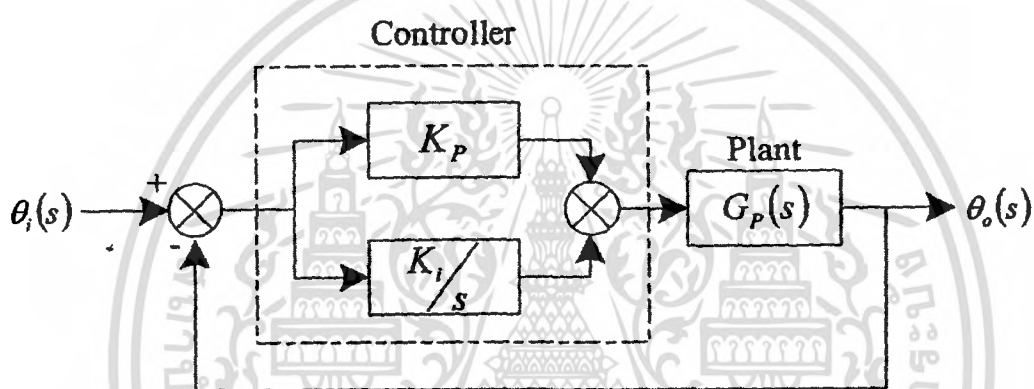 Controller
K_P
Plant
+
θ_i(s)
-
G_P(s)
θ_o(s)
K_i/s